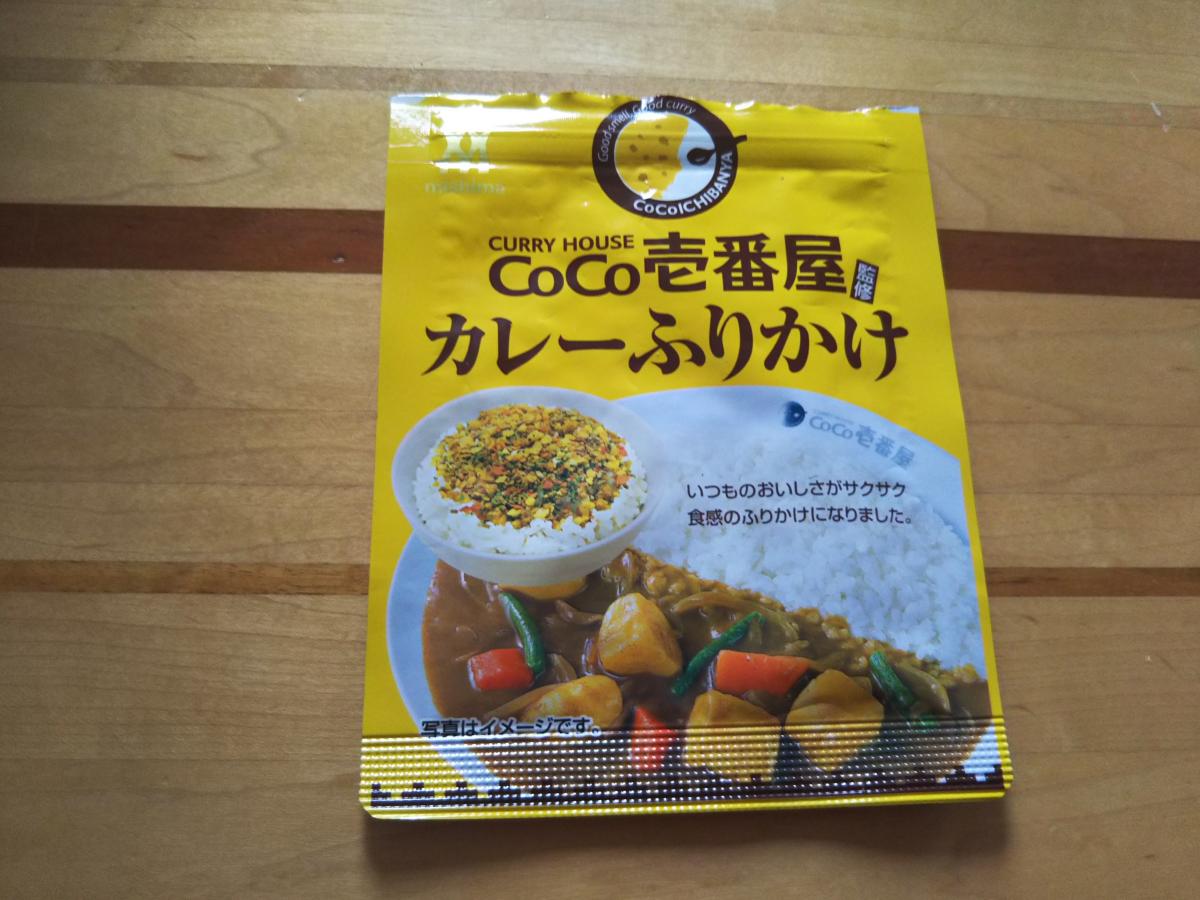 Goodsmell, Good curry
CoCoICHIBANYA
mishima
CURRY HOUSE
CoCo壱番屋
監修
カレーふりかけ
CoCo壱番屋
いつものおいしさがサクサク
食感のふりかけになりました。
写真はイメージです。